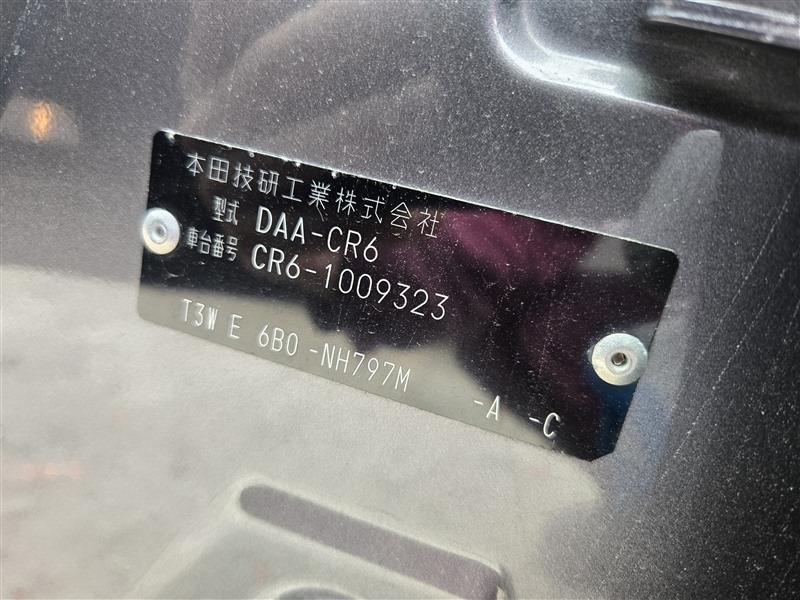 本田技研工業株式会社
型式 DAA-CR6
車台番号 CR6-1009323
T3W E 6B0 -NH797M -A -C